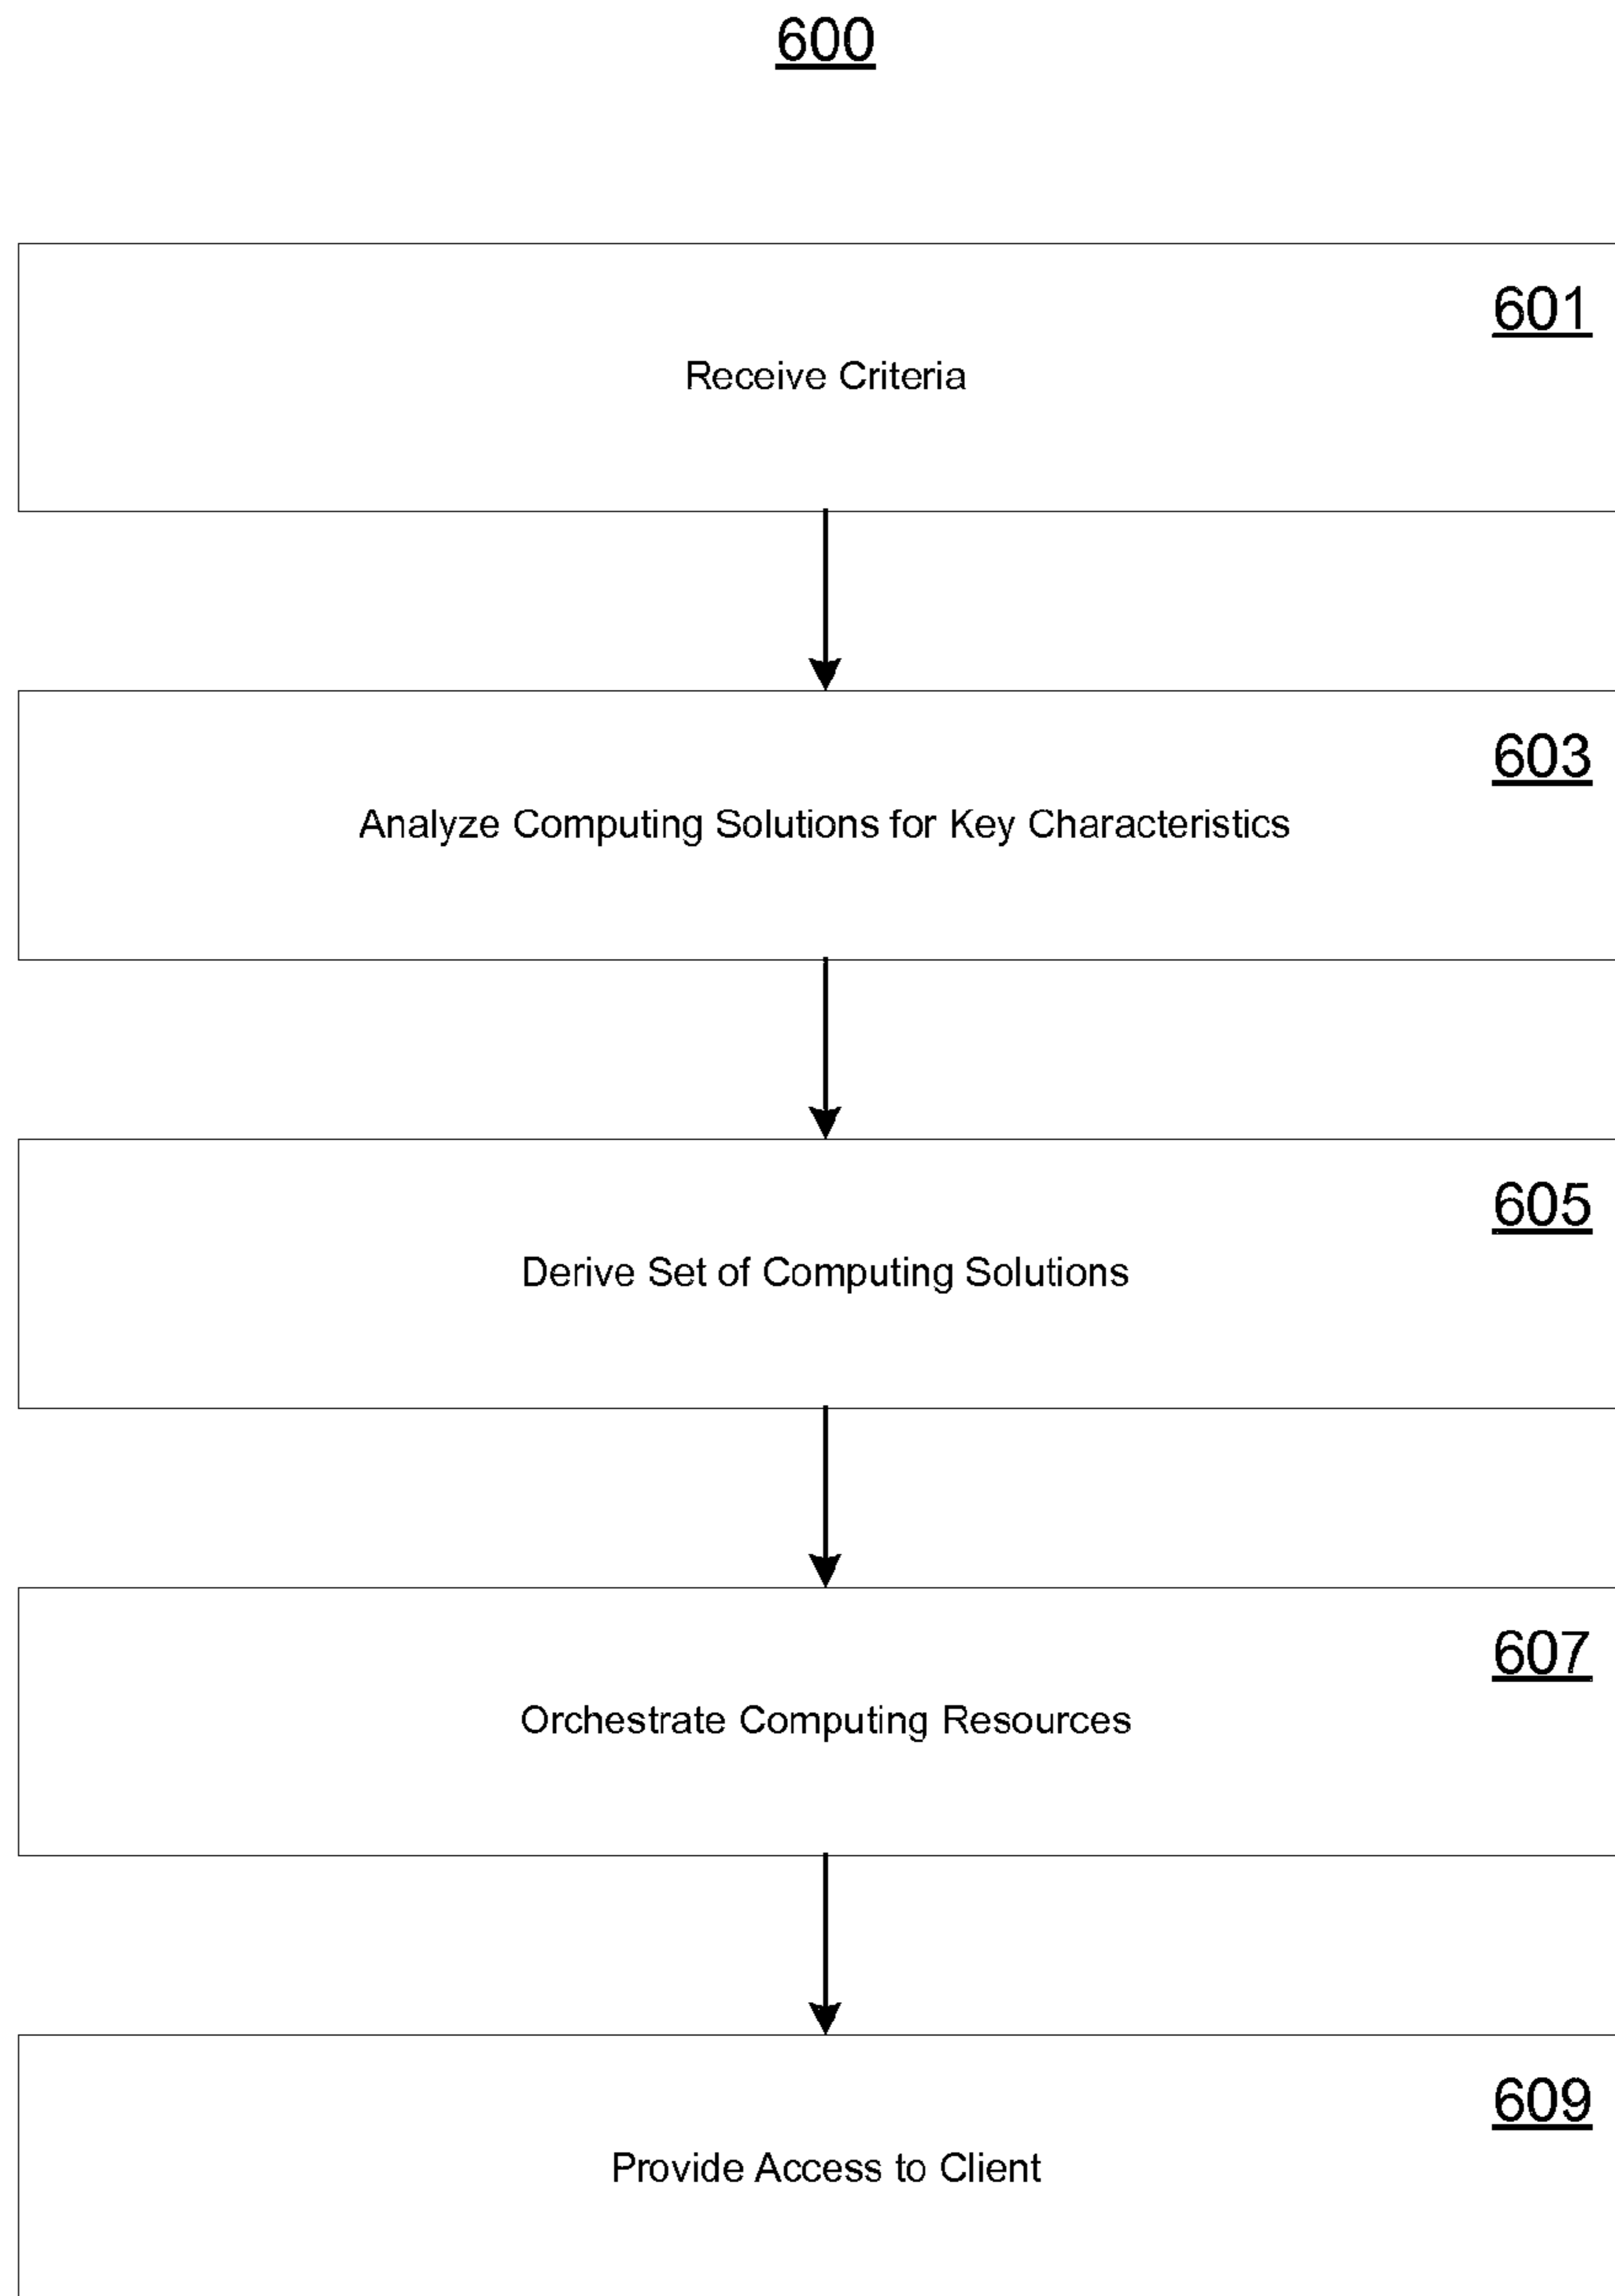 600
601
Receive Criteria
603
Analyze Computing Solutions for Key Characteristics
605
Derive Set of Computing Solutions
607
Orchestrate Computing Resources
609
Provide Access to Client